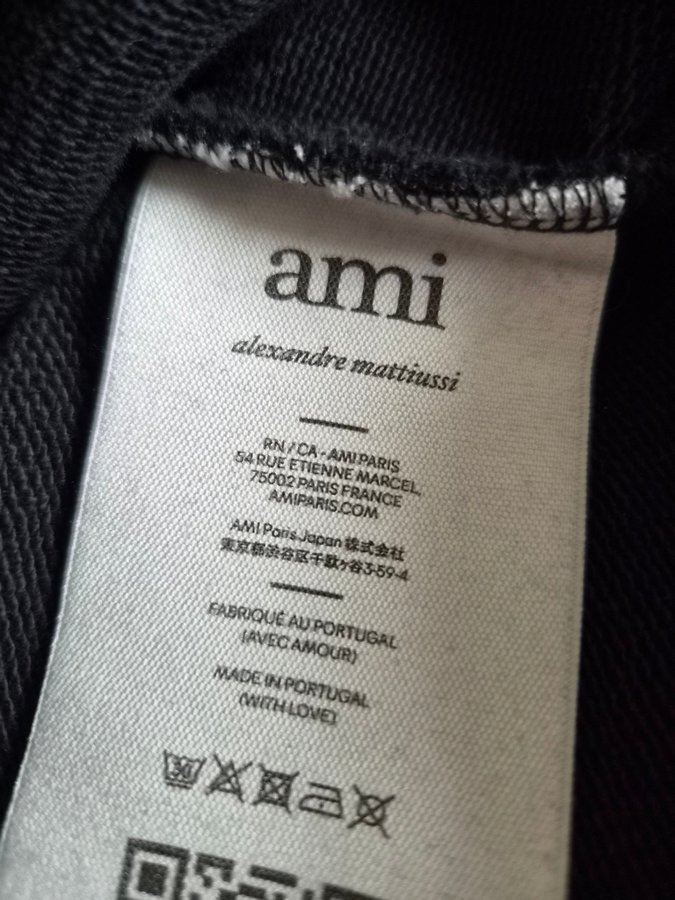 ami
alexandre mattiussi
RN / CA - AMI PARIS
54 RUE ETIENNE MARCEL,
75002 PARIS FRANCE
AMIPARIS.COM
AMI Paris Japan 株式会社
東京都渋谷区千駄ヶ谷3-59-4
FABRIQUÉ AU PORTUGAL
(AVEC AMOUR)
MADE IN PORTUGAL
(WITH LOVE)
30